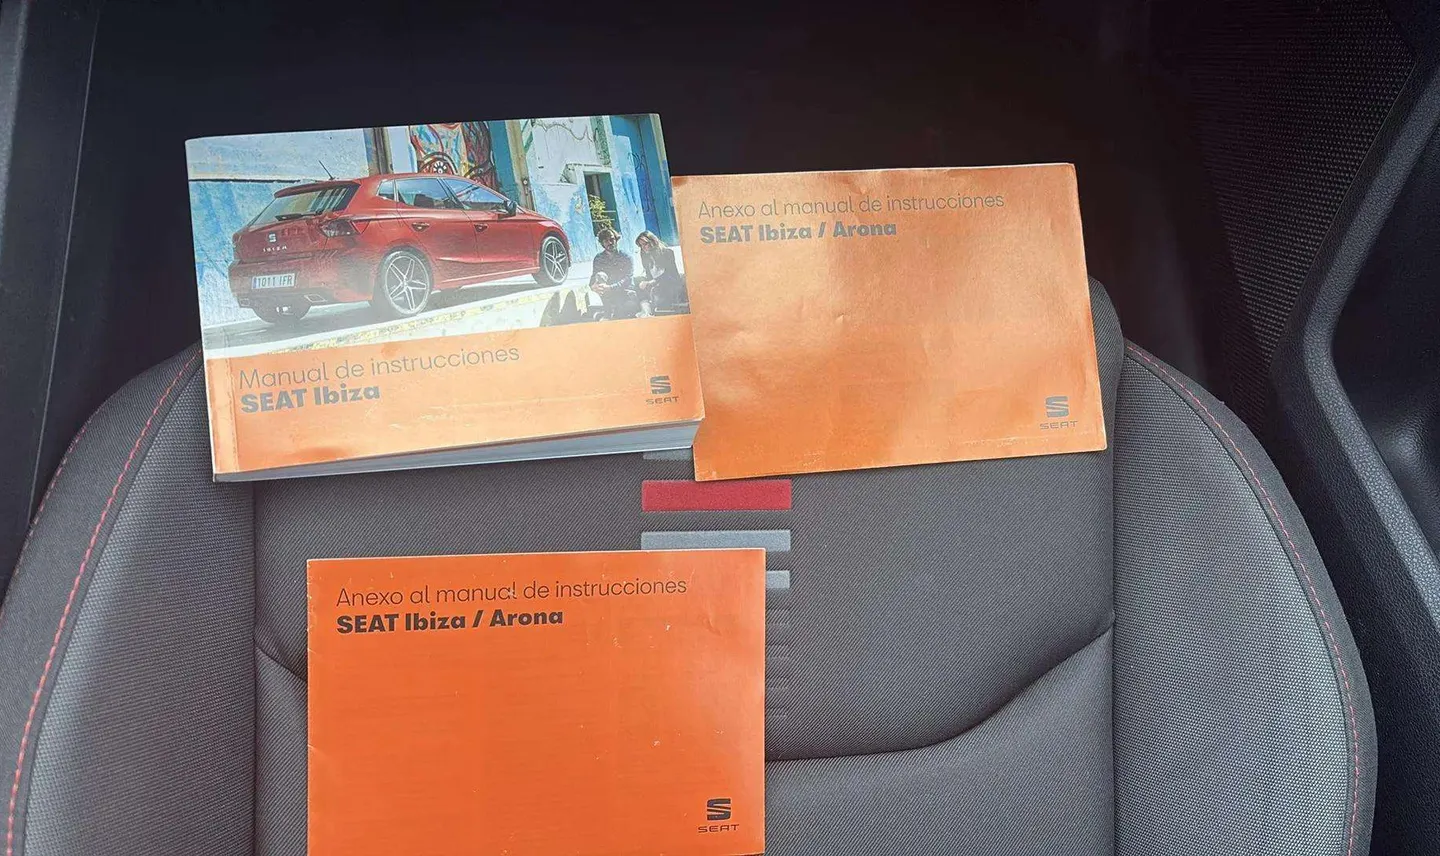 IBIZA
1011 IFR
Manual de instrucciones
SEAT Ibiza
SEAT
Anexo al manual de instrucciones
SEAT Ibiza / Arona
SEAT
Anexo al manual de instrucciones
SEAT Ibiza / Arona
SEAT